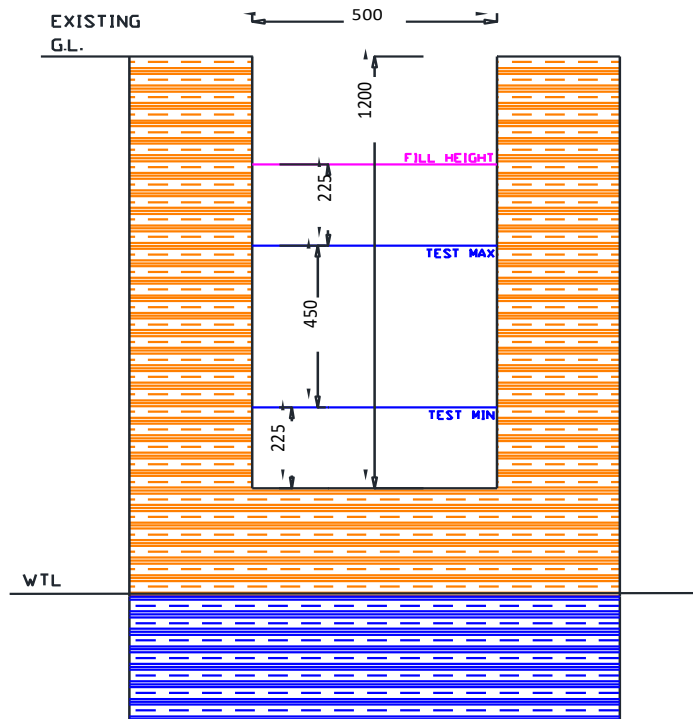 500
EXISTING
G.L.
1200
FILL HEIGHT
225
TEST MAX
450
TEST MIN
225
WTL